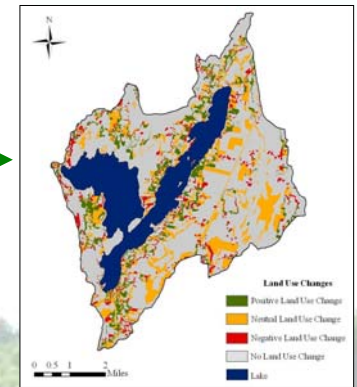 N
Land Use Changes
Positive Land Use Change
Neutral Land Use Change
Negative Land Use Change
No Land Use Change
Lake
0 0.5 1 2
Miles